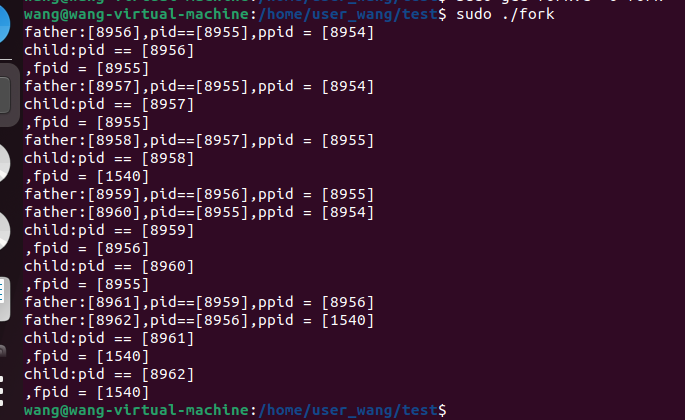 wang@wang-virtual-machine:/home/user_wang/test$ sudo ./fork
father:[8956],pid==[8955],ppid = [8954]
child:pid == [8956]
,fpid = [8955]
father:[8957],pid==[8955],ppid = [8954]
child:pid == [8957]
,fpid = [8955]
father:[8958],pid==[8957],ppid = [8955]
child:pid == [8958]
,fpid = [1540]
father:[8959],pid==[8956],ppid = [8955]
father:[8960],pid==[8955],ppid = [8954]
child:pid == [8959]
,fpid = [8956]
child:pid == [8960]
,fpid = [8955]
father:[8961],pid==[8959],ppid = [8956]
father:[8962],pid==[8956],ppid = [1540]
child:pid == [8961]
,fpid = [1540]
child:pid == [8962]
,fpid = [1540]
wang@wang-virtual-machine:/home/user_wang/test$